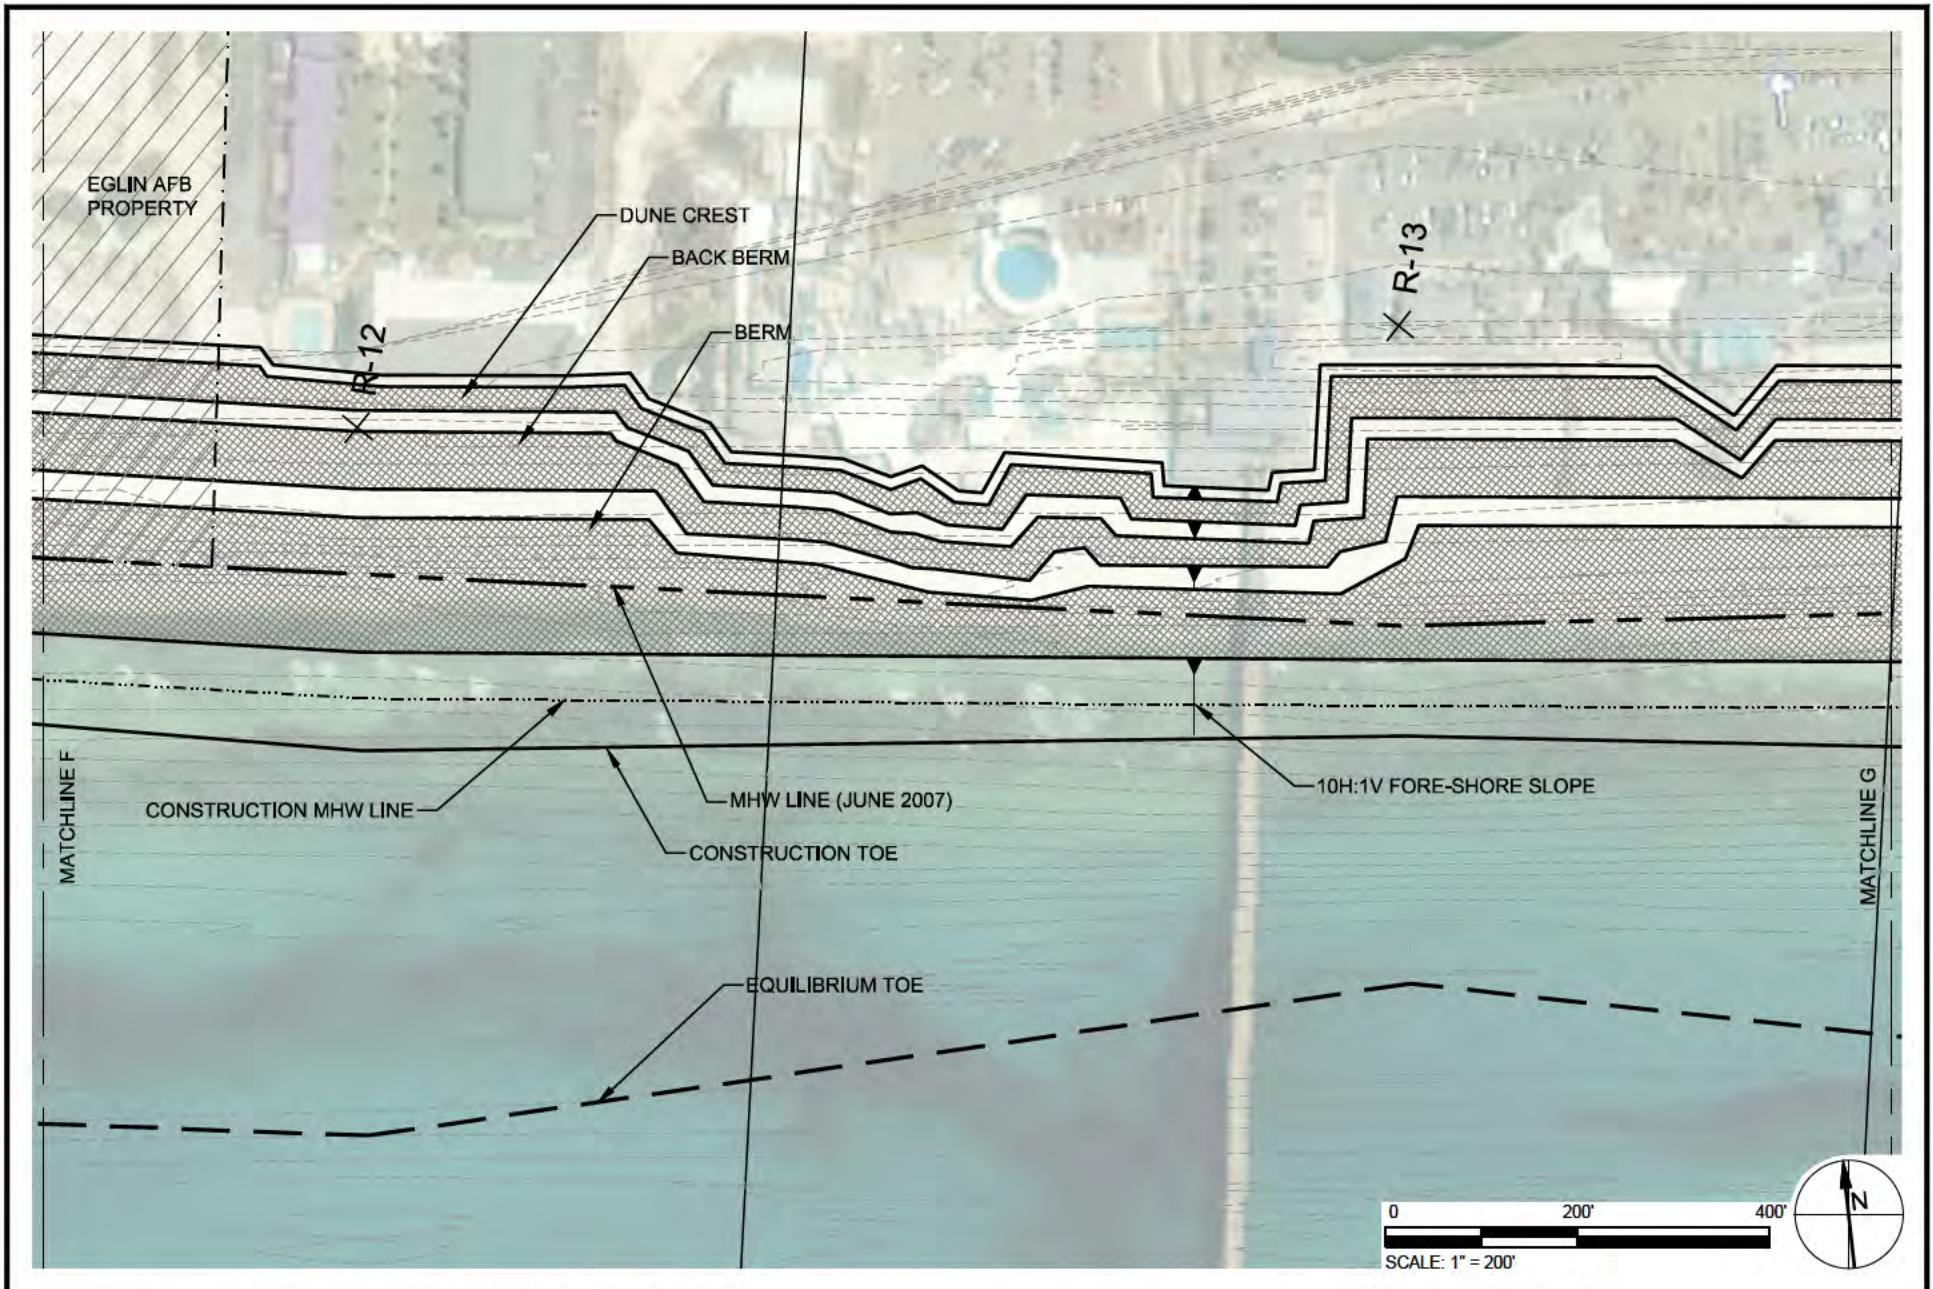 EGLIN AFB
PROPERTY
DUNE CREST
BACK BERM
BERM
R-12
R-13
CONSTRUCTION MHW LINE
MHW LINE (JUNE 2007)
CONSTRUCTION TOE
10H:1V FORE-SHORE SLOPE
MATCHLINE F
MATCHLINE G
EQUILIBRIUM TOE
0 200' 400'
SCALE: 1" = 200'
N